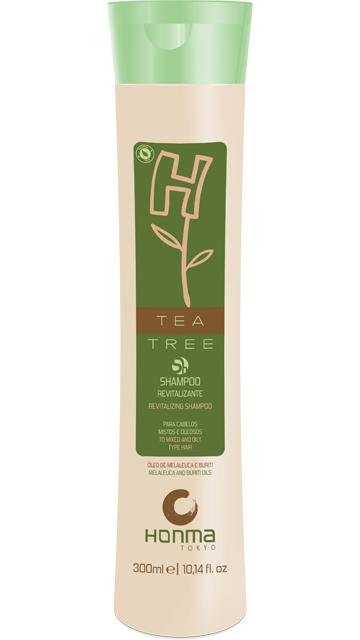 H
TEA
TREE
SHAMPOO
REVITALIZANTE
REVITALIZING SHAMPOO
PARA CABELOS
MISTOS E OLEOSOS
TO MIXED AND OILY
TYPE HAIR
ÓLEO DE MELALEUCA E BURITI
MELALEUCA AND BURITI OILS
HONMA
TOKYO
300ml e | 10,14 fl. oz